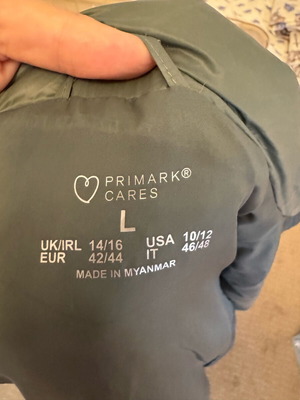 PRIMARK®
CARES
L
UK/IRL 14/16 USA 10/12
EUR 42/44 IT 46/48
MADE IN MYANMAR